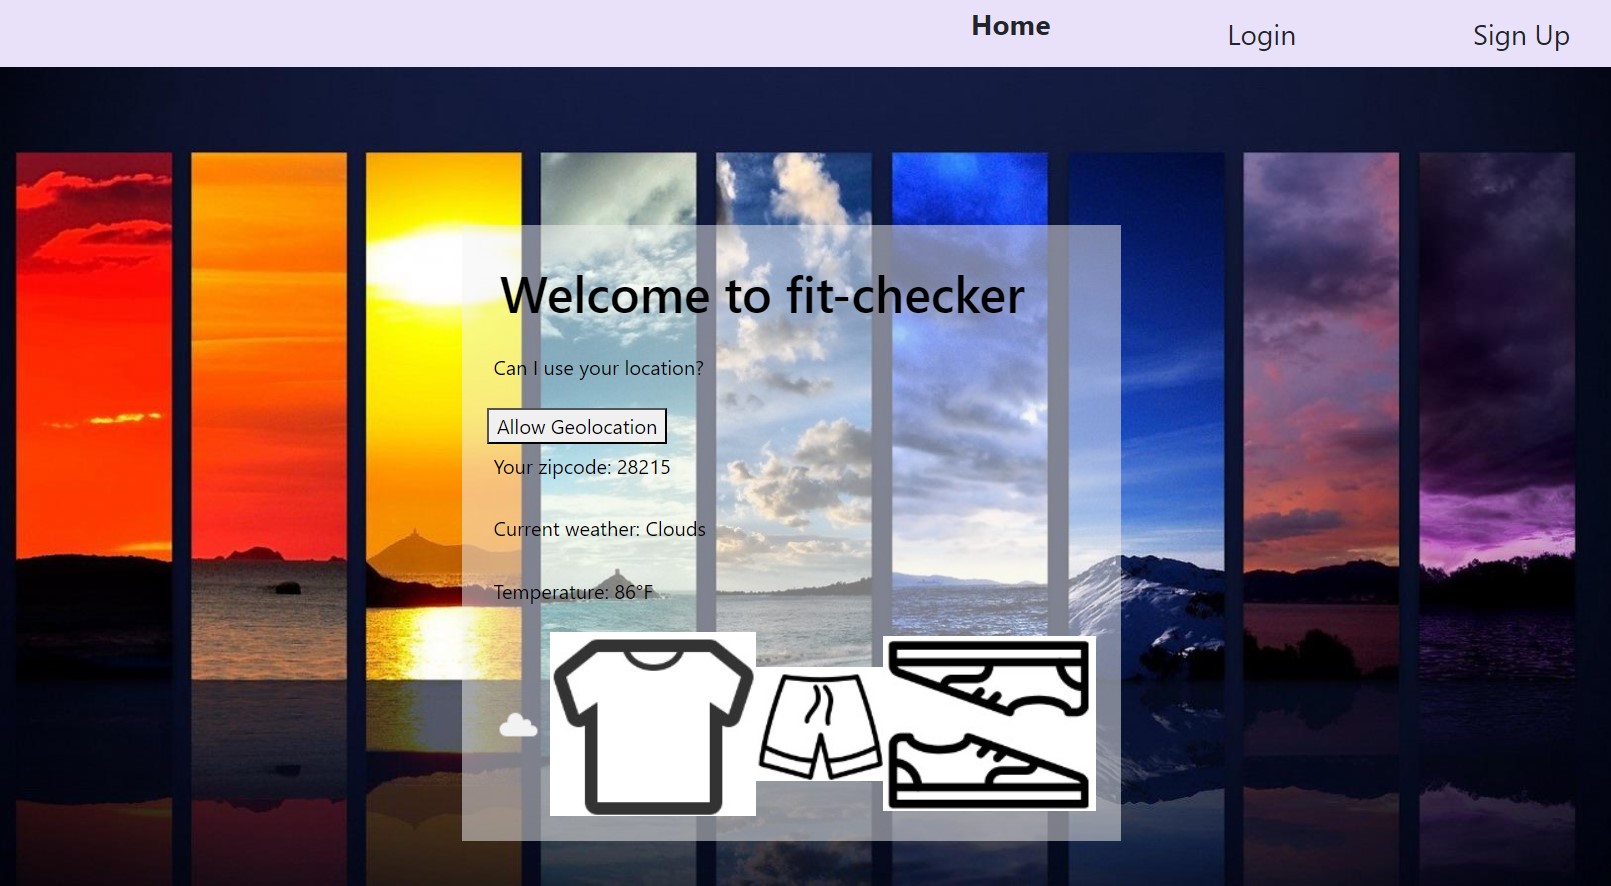 Home
Login
Sign Up
Welcome to fit-checker
Can I use your location?
Allow Geolocation
Your zipcode: 28215
Current weather: Clouds
Temperature: 86°F